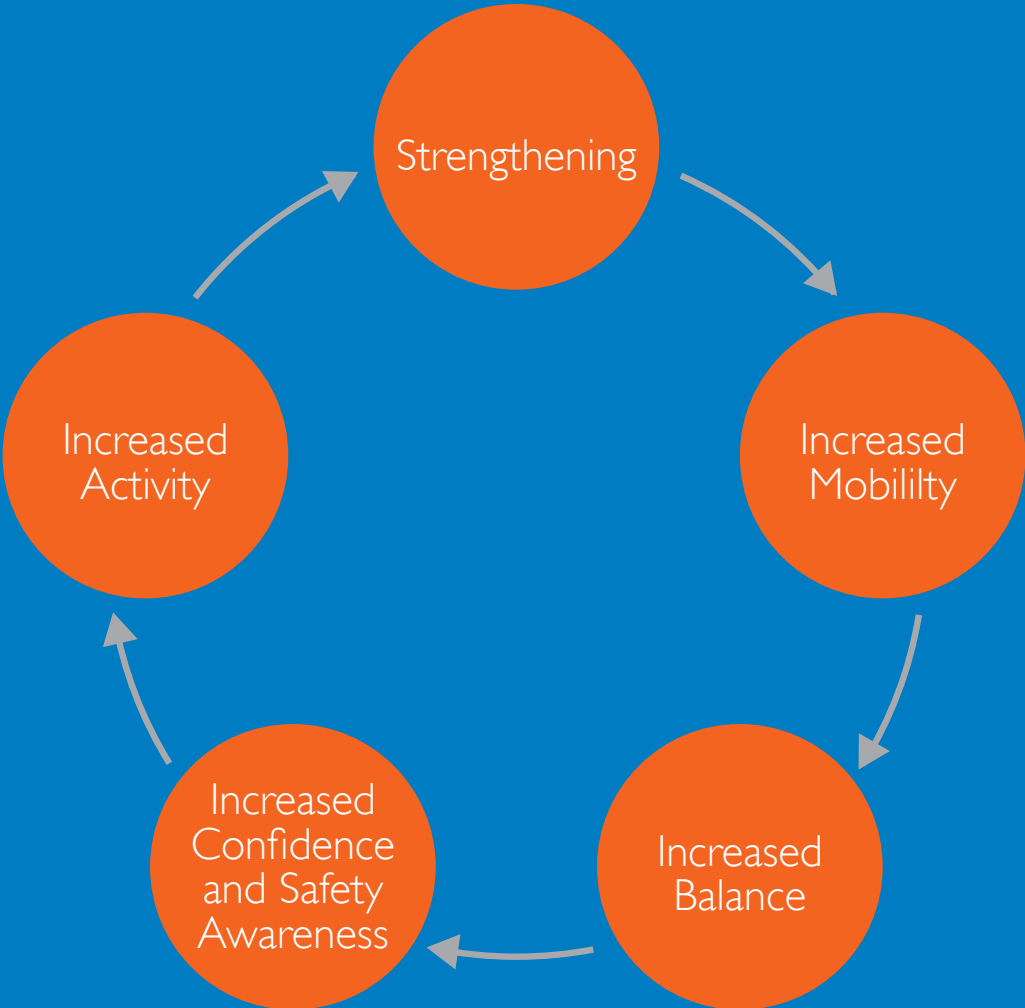 Strengthening
Increased
Mobililty
Increased
Balance
Increased
Confidence
and Safety
Awareness
Increased
Activity